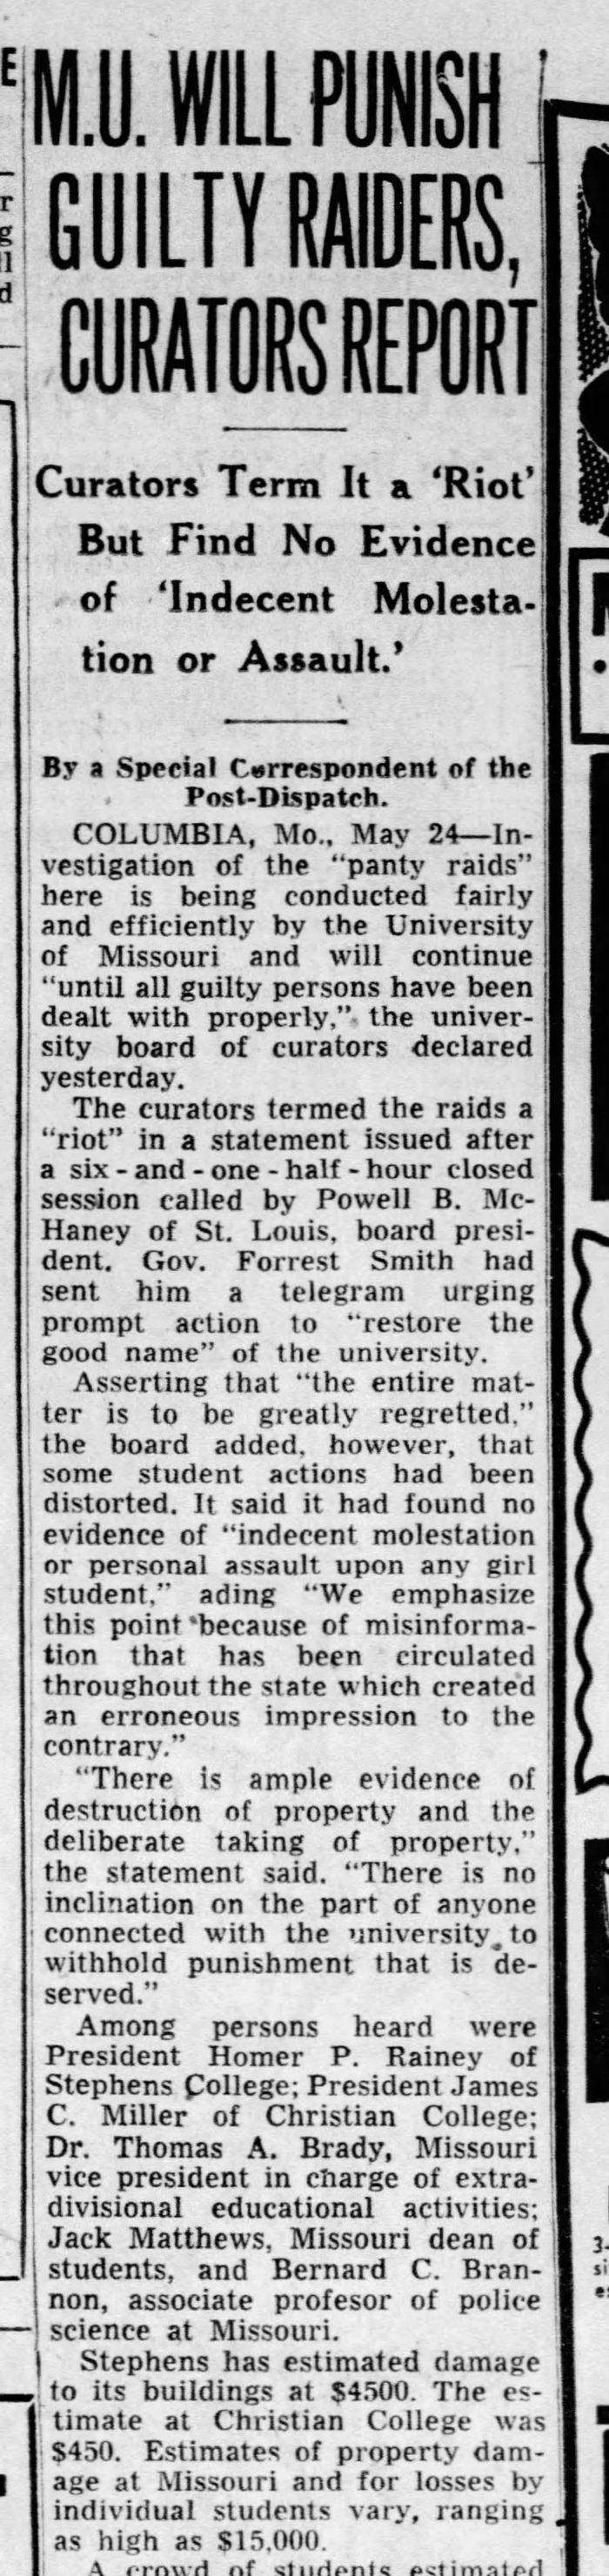 M.U. WILL PUNISH
GUILTY RAIDERS,
CURATORS REPORT
Curators Term It a ‘Riot’
But Find No Evidence
of ‘Indecent Molesta-
tion or Assault.’
By a Special Correspondent of the
Post-Dispatch.
COLUMBIA, Mo., May 24—In-
vestigation of the “panty raids”
here is being conducted fairly
and efficiently by the University
of Missouri and will continue
“until all guilty persons have been
dealt with properly,” the univer-
sity board of curators declared
yesterday.
The curators termed the raids a
“riot” in a statement issued after
a six-and-one-half-hour closed
session called by Powell B. Mc-
Haney of St. Louis, board presi-
dent. Gov. Forrest Smith had
sent him a telegram urging
prompt action to “restore the
good name” of the university.
Asserting that “the entire mat-
ter is to be greatly regretted,”
the board added, however, that
some student actions had been
distorted. It said it had found no
evidence of “indecent molestation
or personal assault upon any girl
student,” ading “We emphasize
this point because of misinforma-
tion that has been circulated
throughout the state which created
an erroneous impression to the
contrary.”
“There is ample evidence of
destruction of property and the
deliberate taking of property,”
the statement said. “There is no
inclination on the part of anyone
connected with the university to
withhold punishment that is de-
served.”
Among persons heard were
President Homer P. Rainey of
Stephens College; President James
C. Miller of Christian College;
Dr. Thomas A. Brady, Missouri
vice president in charge of extra-
divisional educational activities;
Jack Matthews, Missouri dean of
students, and Bernard C. Bran-
non, associate profesor of police
science at Missouri.
Stephens has estimated damage
to its buildings at $4500. The es-
timate at Christian College was
$450. Estimates of property dam-
age at Missouri and for losses by
individual students vary, ranging
as high as $15,000.
A crowd of students estimated